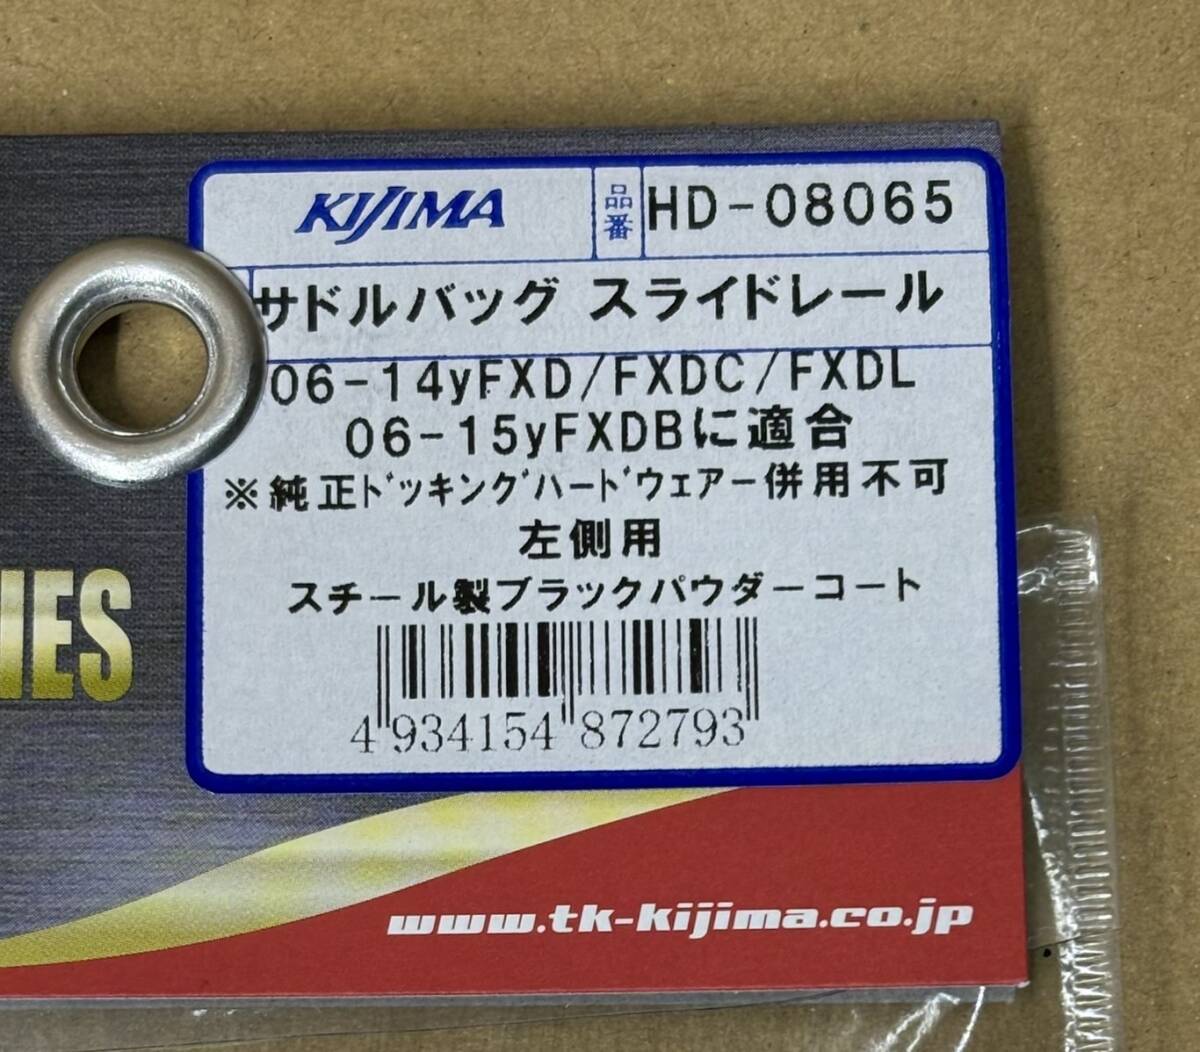 KIJIMA 品番 HD-08065
サドルバッグ スライドレール
06-14yFXD/FXDC/FXDL
06-15yFXDBに適合
※純正ﾄﾞｯｷﾝｸﾞﾊｰﾄﾞｳｪｱｰ併用不可
左側用
スチール製ブラックパウダーコート
4 934154 872793
www.tk-kijima.co.jp